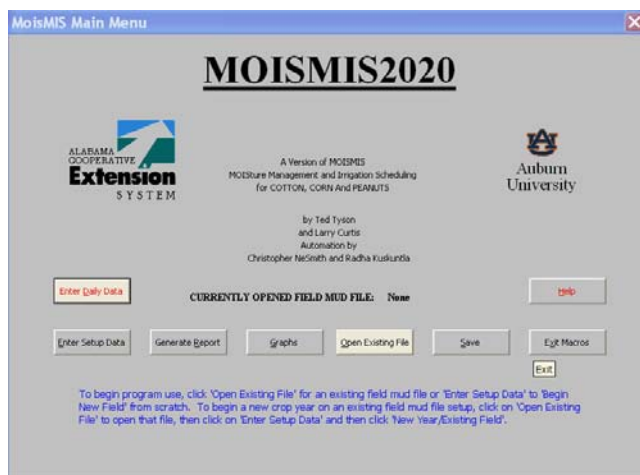 MoisMIS Main Menu
MOISMIS2020
ALABAMA
COOPERATIVE
Extension
SYSTEM
A Version of MOISMIS
MOISture Management and Irrigation Scheduling
for COTTON, CORN And PEANUTS
by Ted Tyson
and Larry Curtis
Automation by
Christopher NeSmith and Radha Kuskuntla
AU
Auburn
University
Enter Daily Data
CURRENTLY OPENED FIELD MUD FILE: None
Help
Enter Setup Data
Generate Report
Graphs
Open Existing File
Save
Exit Macros
Exit
To begin program use, click 'Open Existing File' for an existing field mud file or 'Enter Setup Data' to 'Begin
New Field' from scratch. To begin a new crop year on an existing field mud file setup, click on 'Open Existing
File' to open that file, then click on 'Enter Setup Data' and then click 'New Year/Existing Field'.